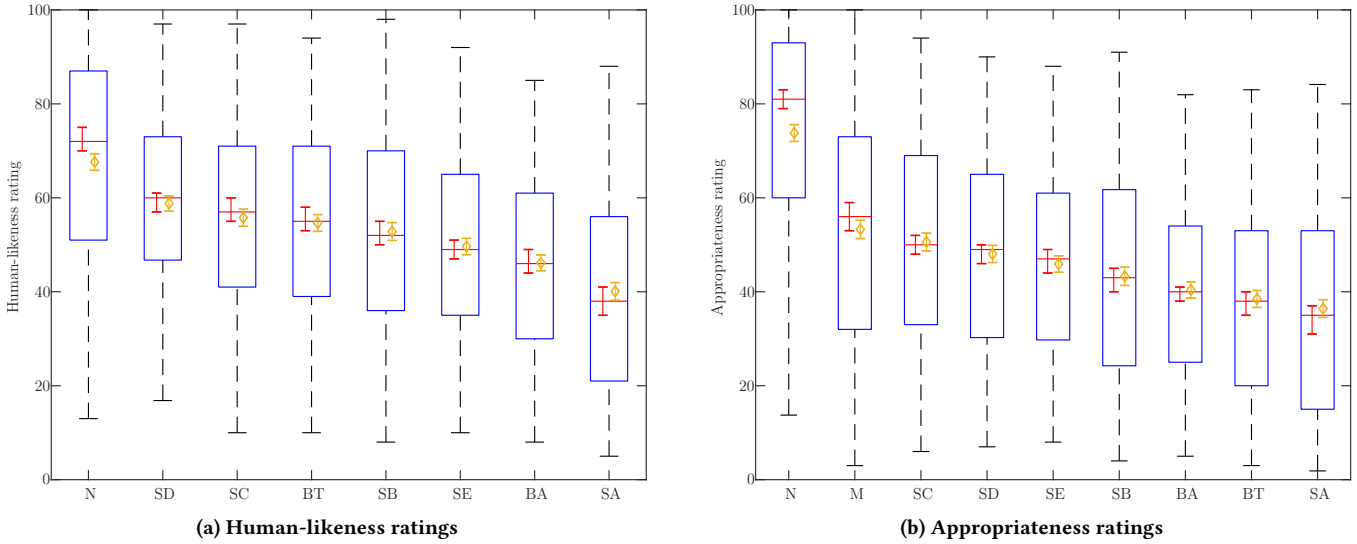 100
80
60
40
20
0
Human-likeness rating
N SD SC BT SB SE BA SA
(a) Human-likeness ratings
100
80
60
40
20
0
Appropriateness rating
N M SC SD SE SB BA BT SA
(b) Appropriateness ratings